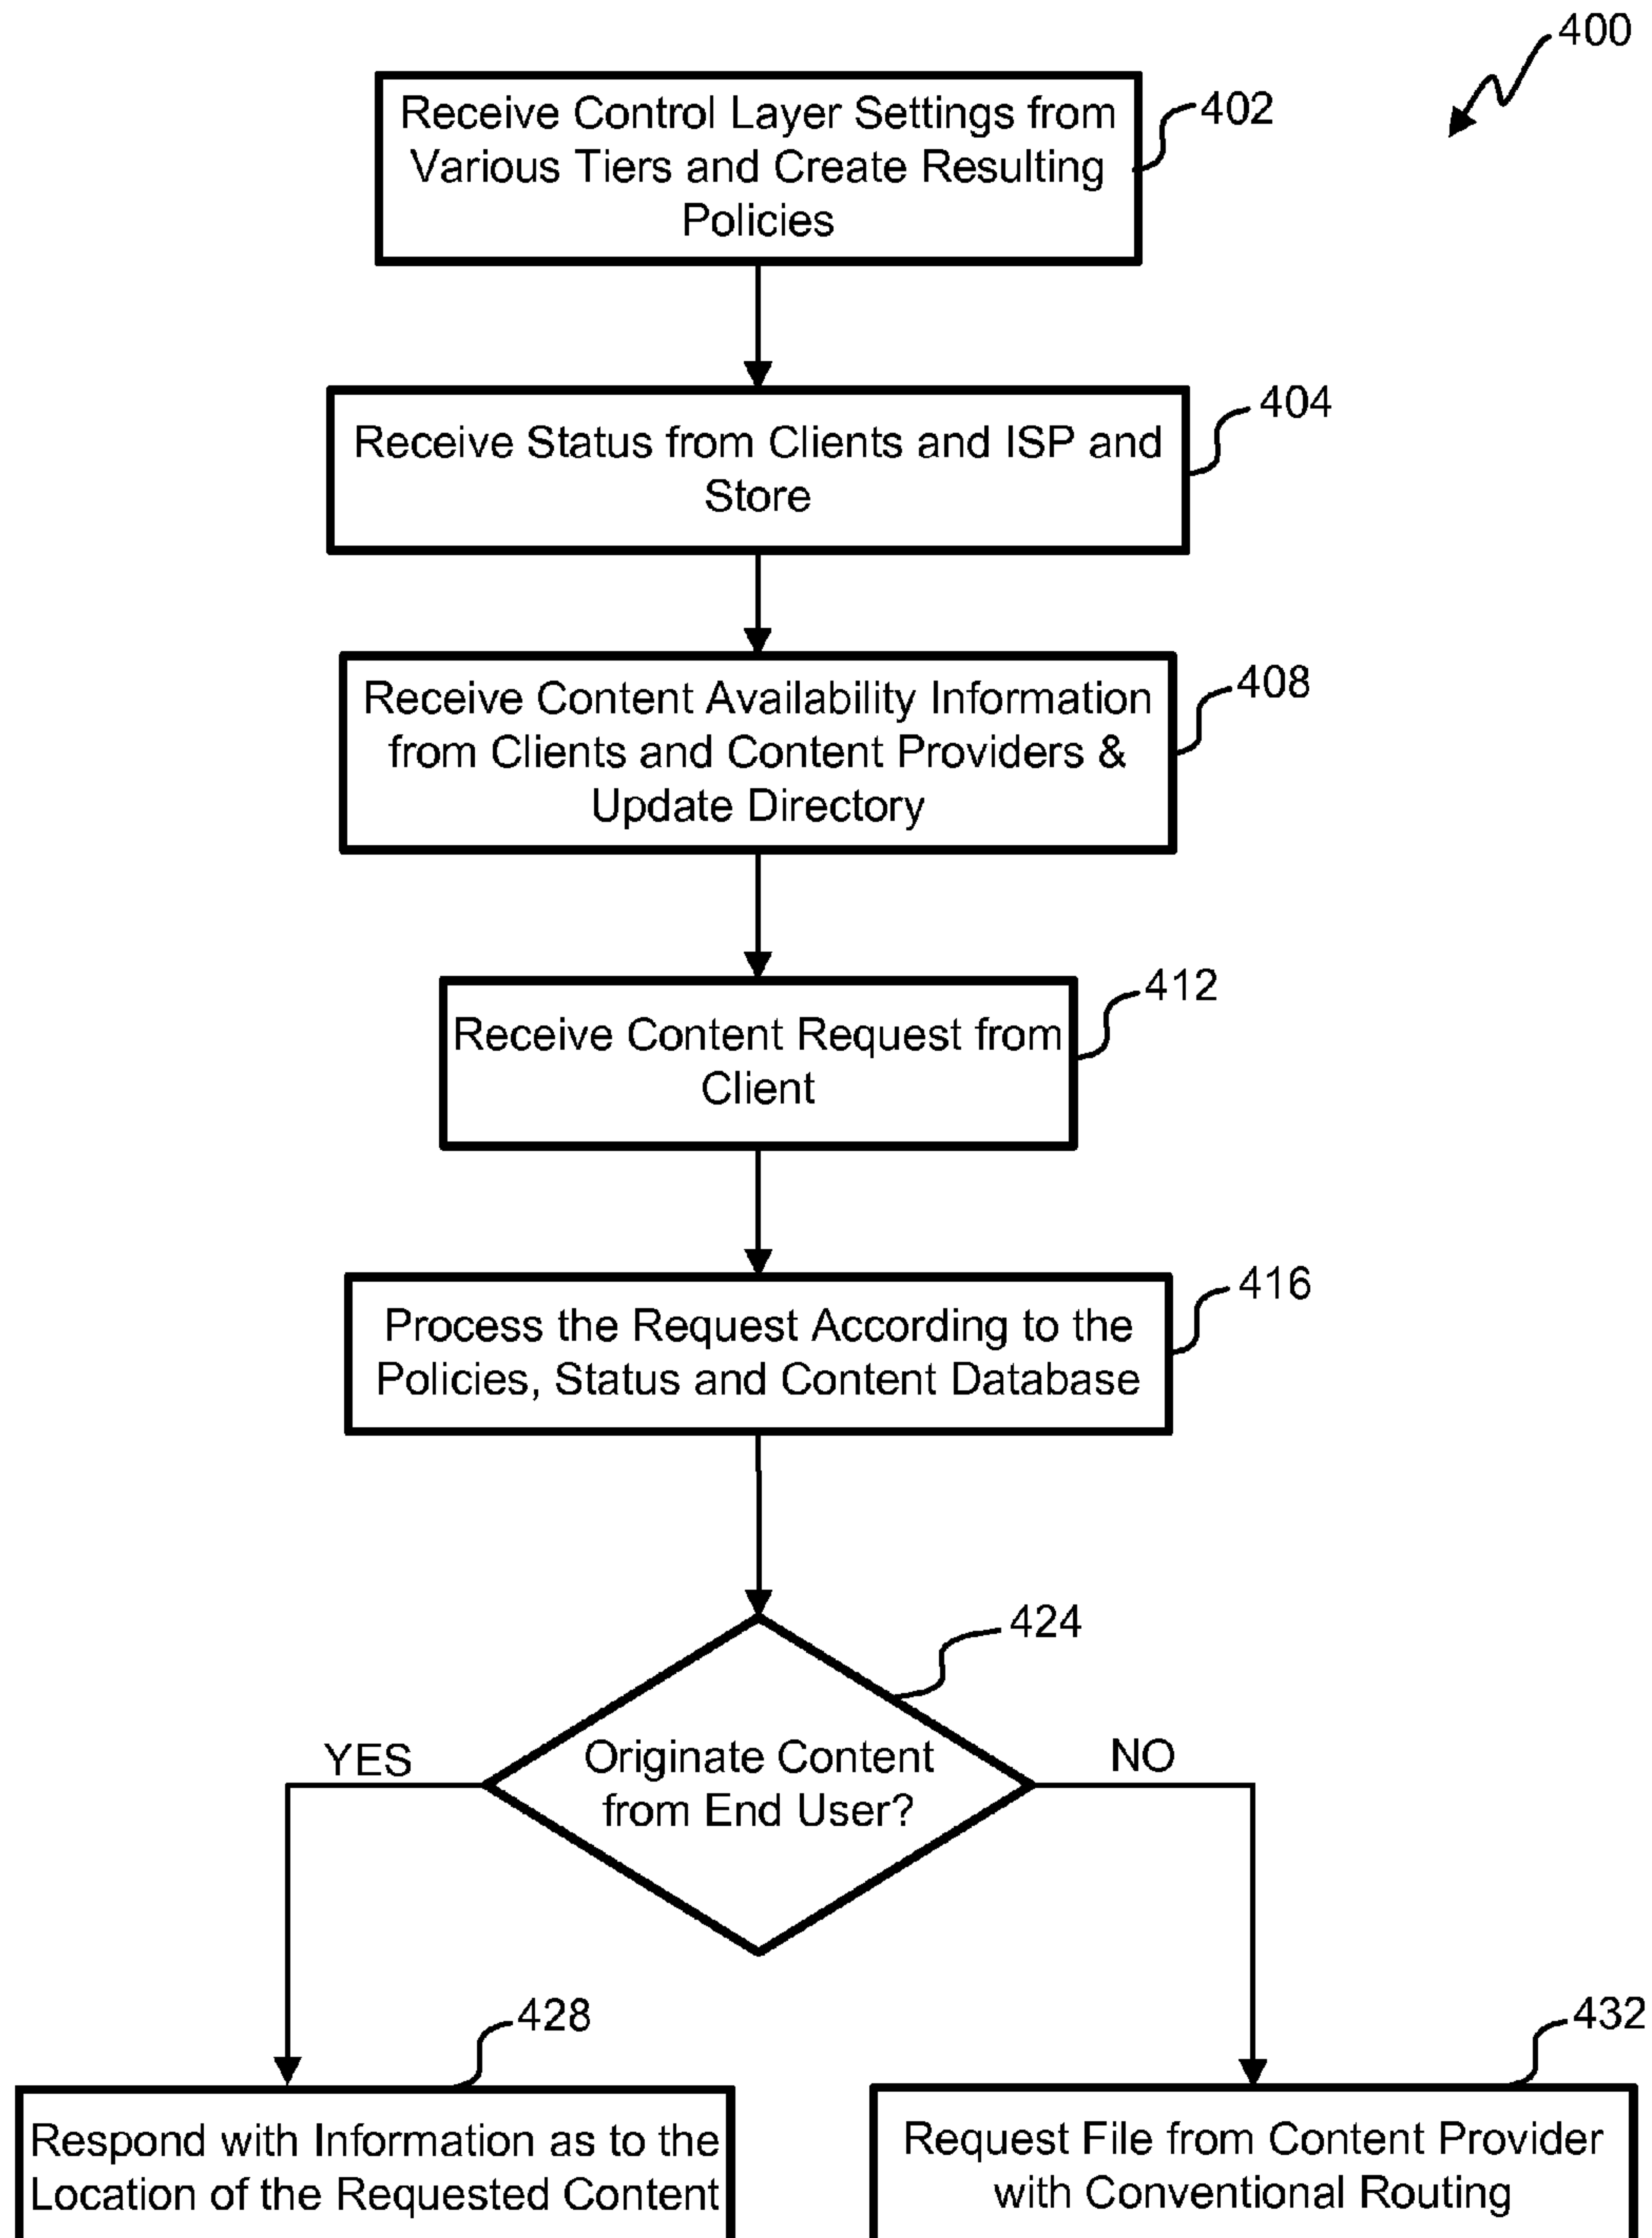 400
Receive Control Layer Settings from
Various Tiers and Create Resulting
Policies
402
Receive Status from Clients and ISP and
Store
404
Receive Content Availability Information
from Clients and Content Providers &
Update Directory
408
Receive Content Request from
Client
412
Process the Request According to the
Policies, Status and Content Database
416
424
Originate Content
from End User?
YES
NO
428
Respond with Information as to the
Location of the Requested Content
432
Request File from Content Provider
with Conventional Routing